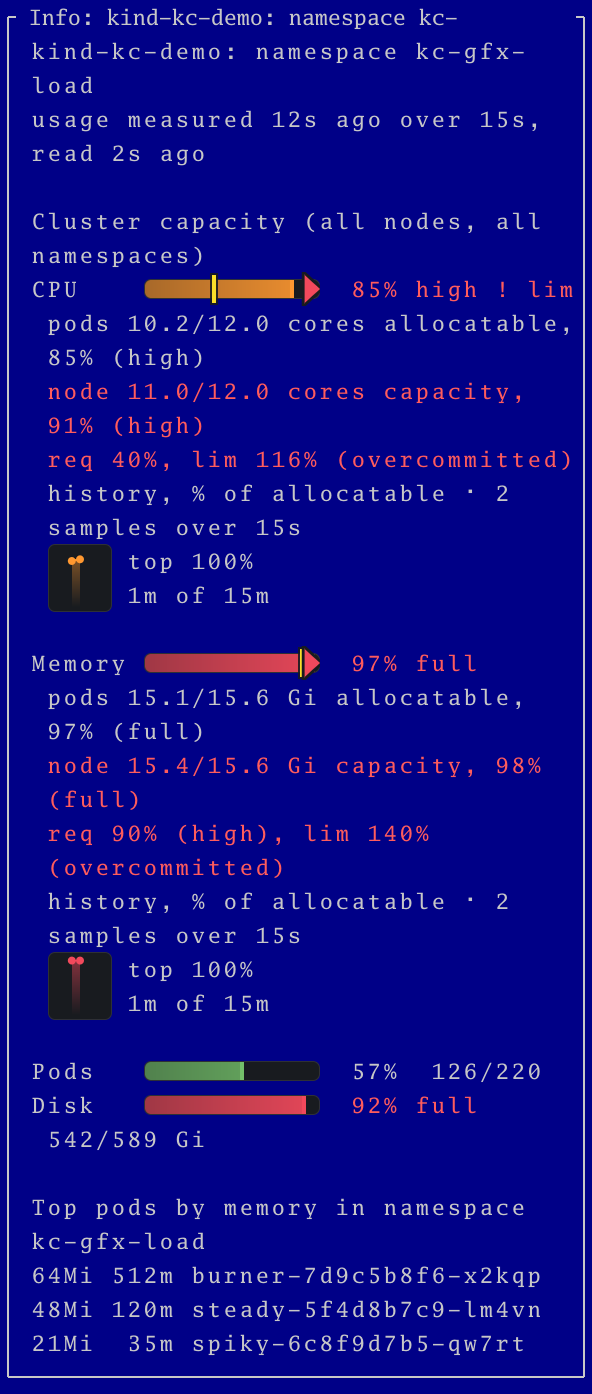 Info: kind-kc-demo: namespace kc-
kind-kc-demo: namespace kc-gfx-
load
usage measured 12s ago over 15s,
read 2s ago
Cluster capacity (all nodes, all
namespaces)
CPU 85% high ! lim
pods 10.2/12.0 cores allocatable,
85% (high)
node 11.0/12.0 cores capacity,
91% (high)
req 40%, lim 116% (overcommitted)
history, % of allocatable · 2
samples over 15s
top 100%
1m of 15m
Memory 97% full
pods 15.1/15.6 Gi allocatable,
97% (full)
node 15.4/15.6 Gi capacity, 98%
(full)
req 90% (high), lim 140%
(overcommitted)
history, % of allocatable · 2
samples over 15s
top 100%
1m of 15m
Pods 57% 126/220
Disk 92% full
542/589 Gi
Top pods by memory in namespace
kc-gfx-load
64Mi 512m burner-7d9c5b8f6-x2kqp
48Mi 120m steady-5f4d8b7c9-lm4vn
21Mi 35m spiky-6c8f9d7b5-qw7rt